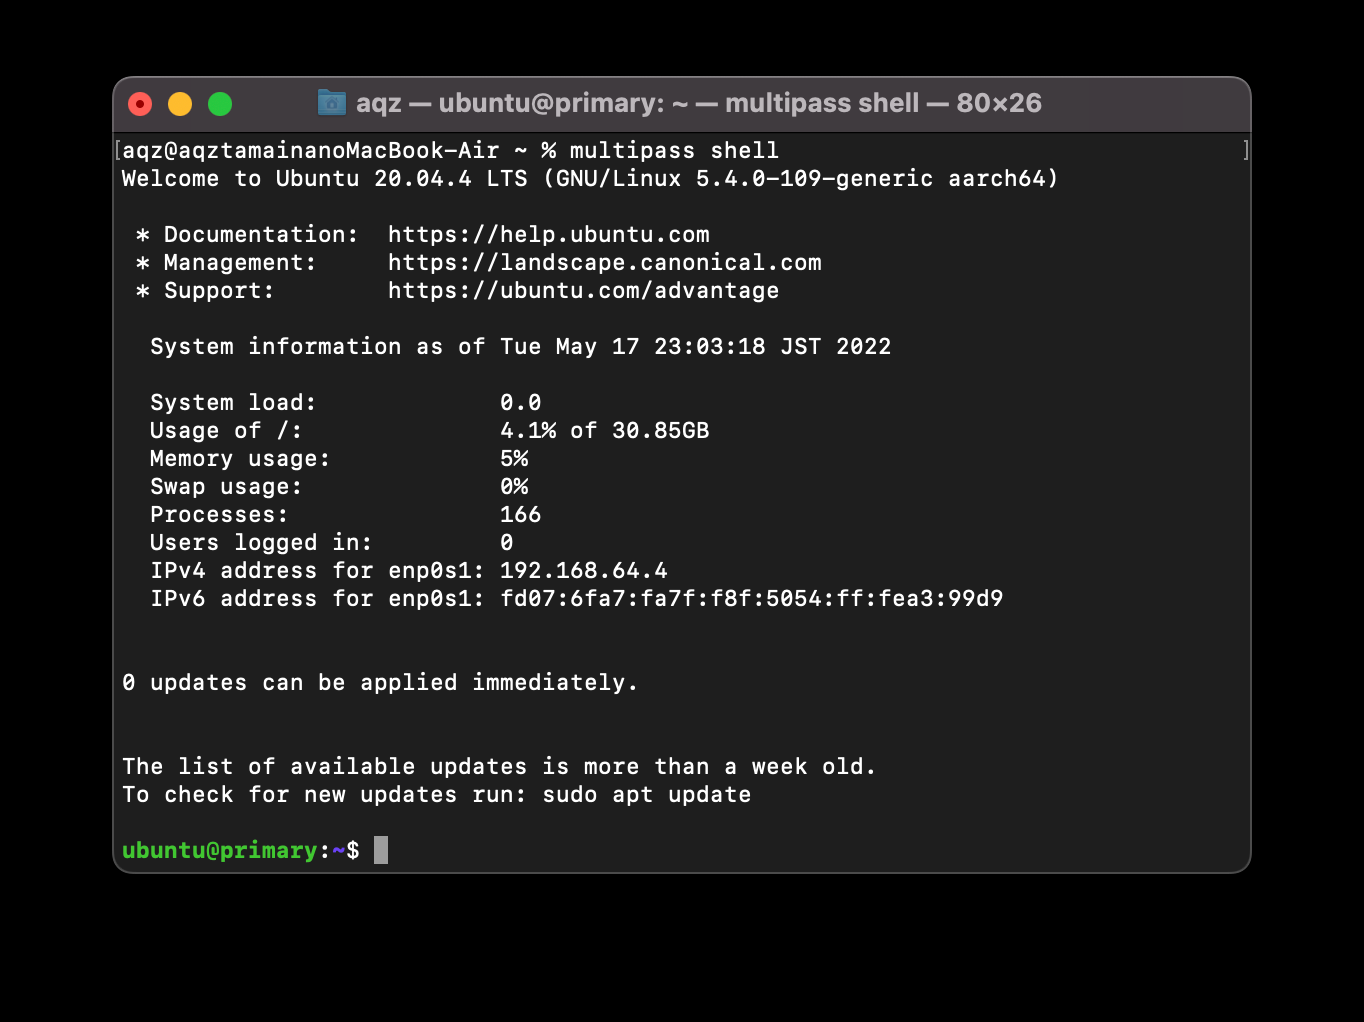 aqz — ubuntu@primary: ~ — multipass shell — 80×26
[aqz@aqztamainanoMacBook-Air ~ % multipass shell ]
Welcome to Ubuntu 20.04.4 LTS (GNU/Linux 5.4.0-109-generic aarch64)
* Documentation:  https://help.ubuntu.com
* Management:     https://landscape.canonical.com
* Support:        https://ubuntu.com/advantage
System information as of Tue May 17 23:03:18 JST 2022
System load:             0.0
Usage of /:              4.1% of 30.85GB
Memory usage:            5%
Swap usage:              0%
Processes:               166
Users logged in:         0
IPv4 address for enp0s1: 192.168.64.4
IPv6 address for enp0s1: fd07:6fa7:fa7f:f8f:5054:ff:fea3:99d9
0 updates can be applied immediately.
The list of available updates is more than a week old.
To check for new updates run: sudo apt update
ubuntu@primary:~$